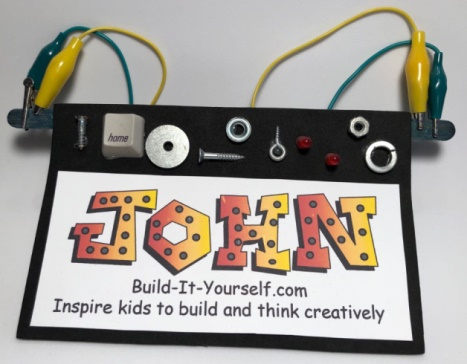 home
JOHN
Build-It-Yourself.com
Inspire kids to build and think creatively